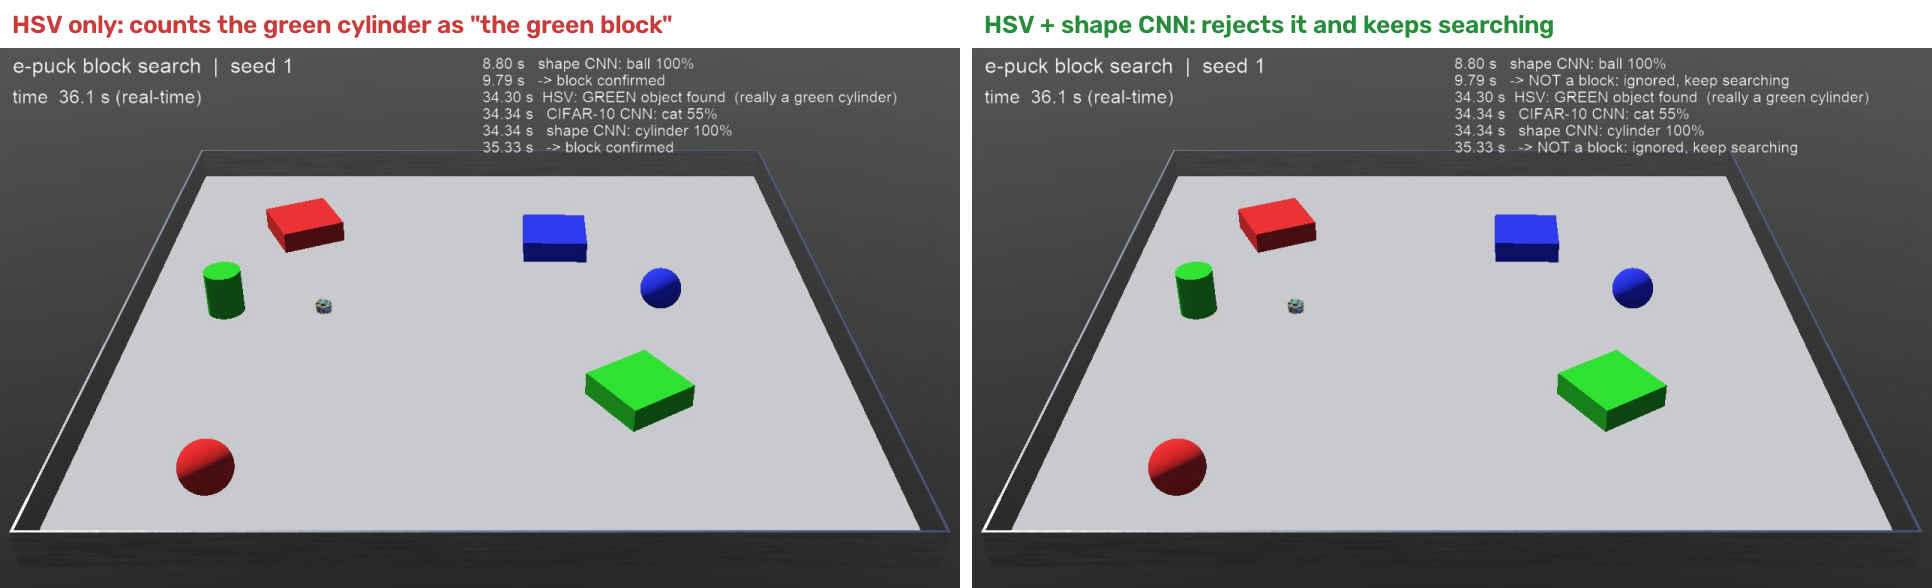 HSV only: counts the green cylinder as "the green block"
e-puck block search | seed 1
time 36.1 s (real-time)
8.80 s shape CNN: ball 100%
9.79 s -> block confirmed
34.30 s HSV: GREEN object found (really a green cylinder)
34.34 s CIFAR-10 CNN: cat 55%
34.34 s shape CNN: cylinder 100%
35.33 s -> block confirmed
HSV + shape CNN: rejects it and keeps searching
e-puck block search | seed 1
time 36.1 s (real-time)
8.80 s shape CNN: ball 100%
9.79 s -> NOT a block: ignored, keep searching
34.30 s HSV: GREEN object found (really a green cylinder)
34.34 s CIFAR-10 CNN: cat 55%
34.34 s shape CNN: cylinder 100%
35.33 s -> NOT a block: ignored, keep searching